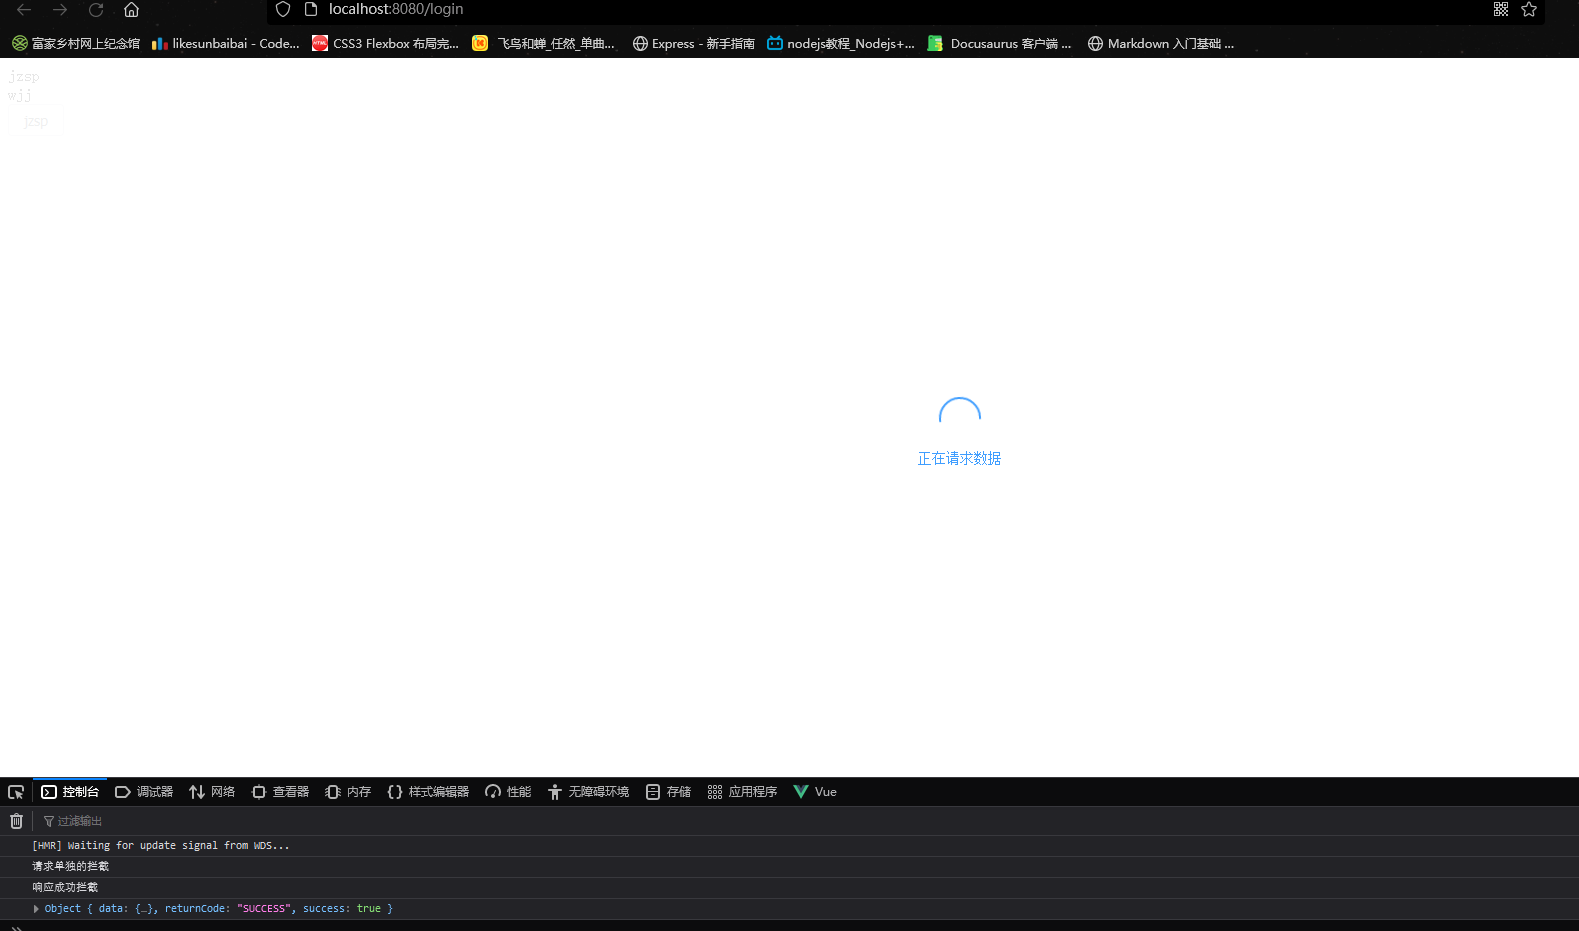 localhost:8080/login
富家乡村网上纪念馆 likesunbaibai - Code... CSS3 Flexbox 布局完... 飞鸟和蝉_任然_单曲... Express - 新手指南 nodejs教程_Nodejs+... Docusaurus 客户端 ... Markdown 入门基础 ...
jzsp
wjj
jzsp
正在请求数据
控制台 调试器 网络 查看器 内存 样式编辑器 性能 无障碍环境 存储 应用程序 Vue
过滤输出
[HMR] Waiting for update signal from WDS...
请求单独的拦截
响应成功拦截
Object { data: {…}, returnCode: "SUCCESS", success: true }